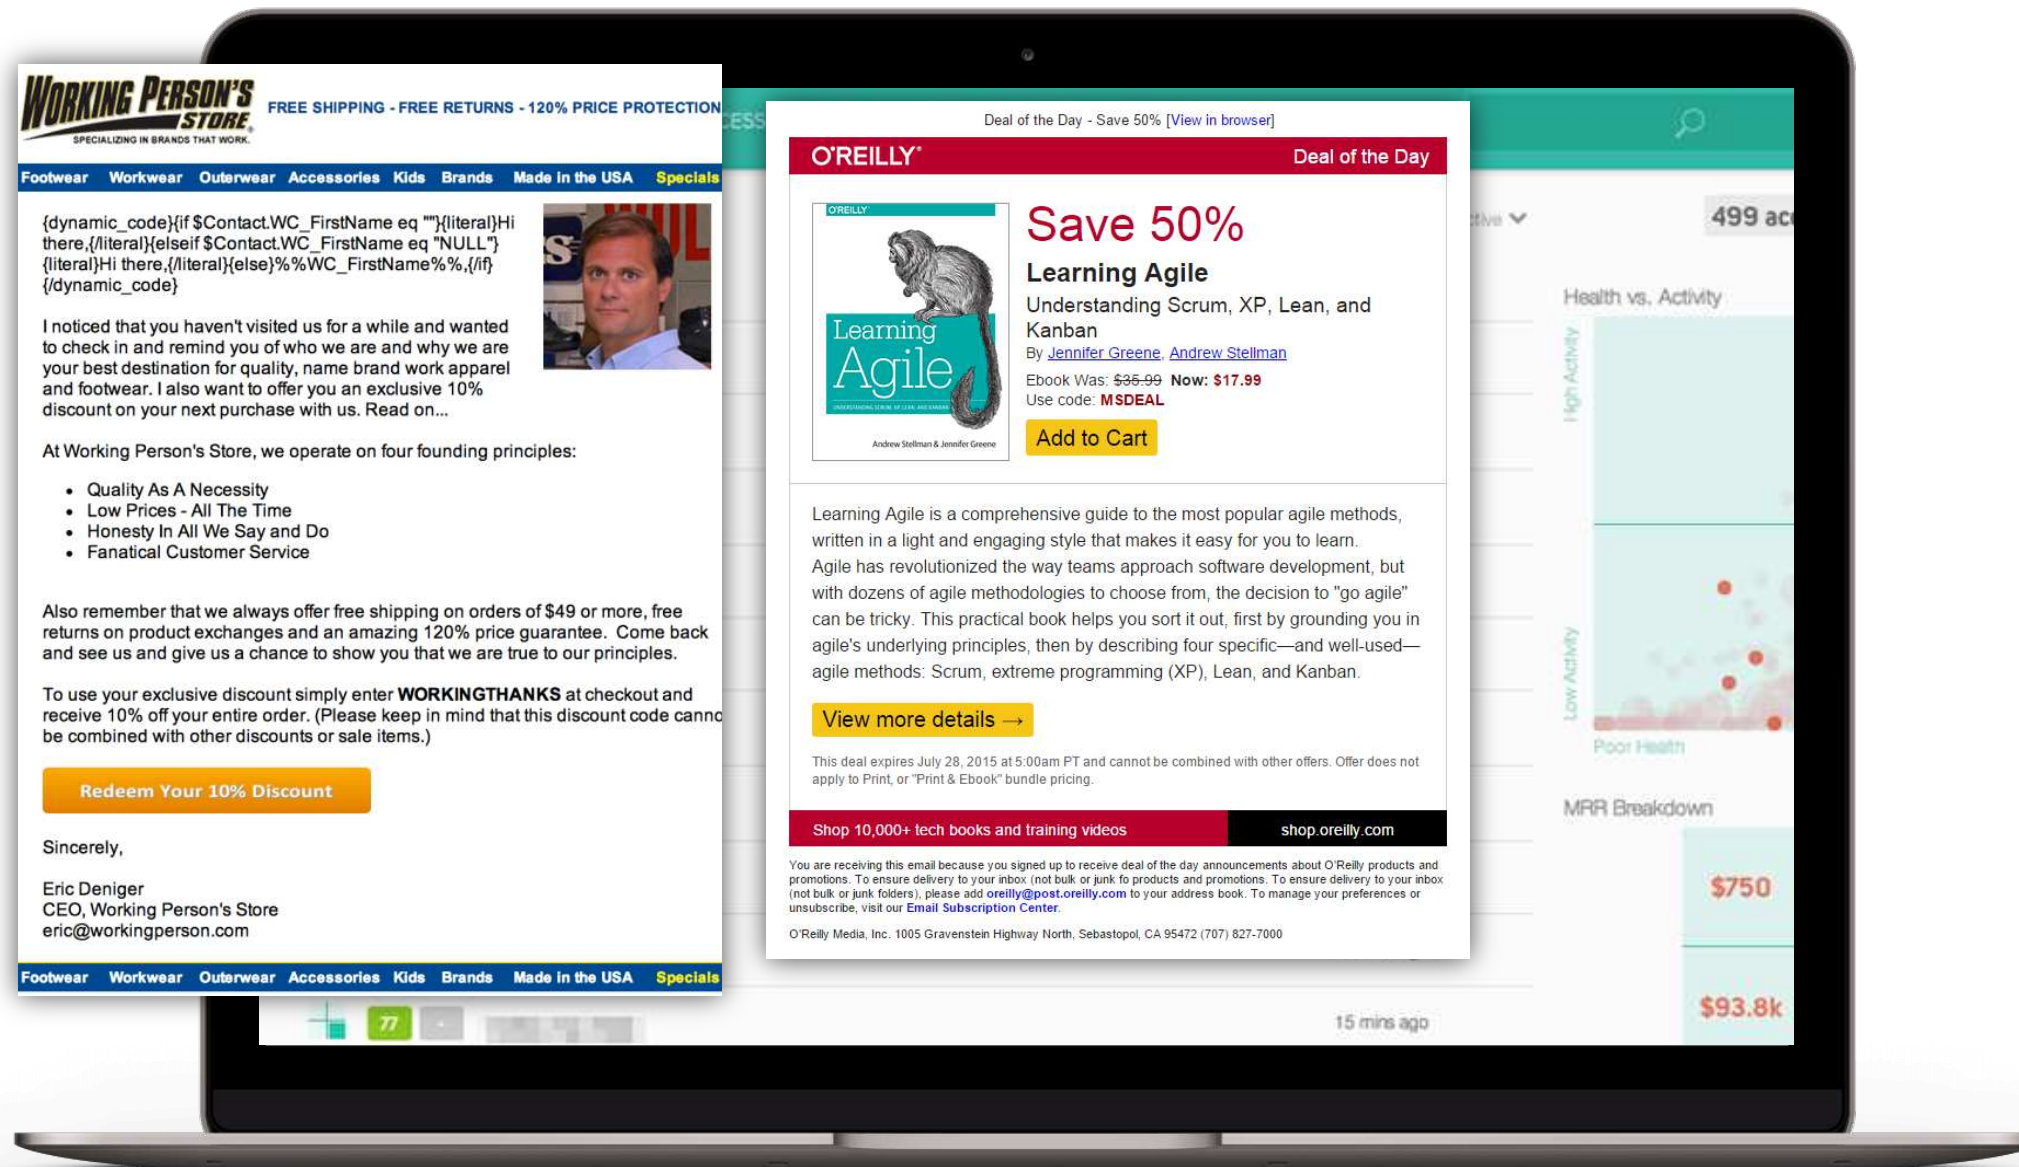 WORKING PERSON'S
STORE
SPECIALIZING IN BRANDS THAT WORK.
FREE SHIPPING - FREE RETURNS - 120% PRICE PROTECTION
Footwear Workwear Outerwear Accessories Kids Brands Made in the USA Specials
{dynamic_code}{if $Contact.WC_FirstName eq ""}{literal}Hi
there,{/literal}{elseif $Contact.WC_FirstName eq "NULL"}
{literal}Hi there,{/literal}{else}%%WC_FirstName%%,{/if}
{/dynamic_code}
I noticed that you haven't visited us for a while and wanted
to check in and remind you of who we are and why we are
your best destination for quality, name brand work apparel
and footwear. I also want to offer you an exclusive 10%
discount on your next purchase with us. Read on...
At Working Person's Store, we operate on four founding principles:
• Quality As A Necessity
• Low Prices - All The Time
• Honesty In All We Say and Do
• Fanatical Customer Service
Also remember that we always offer free shipping on orders of $49 or more, free
returns on product exchanges and an amazing 120% price guarantee. Come back
and see us and give us a chance to show you that we are true to our principles.
To use your exclusive discount simply enter WORKINGTHANKS at checkout and
receive 10% off your entire order. (Please keep in mind that this discount code canno
be combined with other discounts or sale items.)
Redeem Your 10% Discount
Sincerely,
Eric Deniger
CEO, Working Person's Store
eric@workingperson.com
Footwear Workwear Outerwear Accessories Kids Brands Made in the USA Specials
Deal of the Day - Save 50% [View in browser]
O'REILLY® Deal of the Day
O'REILLY
Learning
Agile
UNDERSTANDING SCRUM, XP, LEAN, AND KANBAN
Andrew Stellman & Jennifer Greene
Save 50%
Learning Agile
Understanding Scrum, XP, Lean, and
Kanban
By Jennifer Greene, Andrew Stellman
Ebook Was: $35.99 Now: $17.99
Use code: MSDEAL
Add to Cart
Learning Agile is a comprehensive guide to the most popular agile methods,
written in a light and engaging style that makes it easy for you to learn.
Agile has revolutionized the way teams approach software development, but
with dozens of agile methodologies to choose from, the decision to "go agile"
can be tricky. This practical book helps you sort it out, first by grounding you in
agile's underlying principles, then by describing four specific—and well-used—
agile methods: Scrum, extreme programming (XP), Lean, and Kanban.
View more details →
This deal expires July 28, 2015 at 5:00am PT and cannot be combined with other offers. Offer does not
apply to Print, or "Print & Ebook" bundle pricing.
Shop 10,000+ tech books and training videos shop.oreilly.com
You are receiving this email because you signed up to receive deal of the day announcements about O'Reilly products and
promotions. To ensure delivery to your inbox (not bulk or junk fo products and promotions. To ensure delivery to your inbox
(not bulk or junk folders), please add oreilly@post.oreilly.com to your address book. To manage your preferences or
unsubscribe, visit our Email Subscription Center.
O'Reilly Media, Inc. 1005 Gravenstein Highway North, Sebastopol, CA 95472 (707) 827-7000
499 acc
Health vs. Activity
High Activity
Low Activity
Poor Health
MRR Breakdown
$750
$93.8k
77
15 mins ago